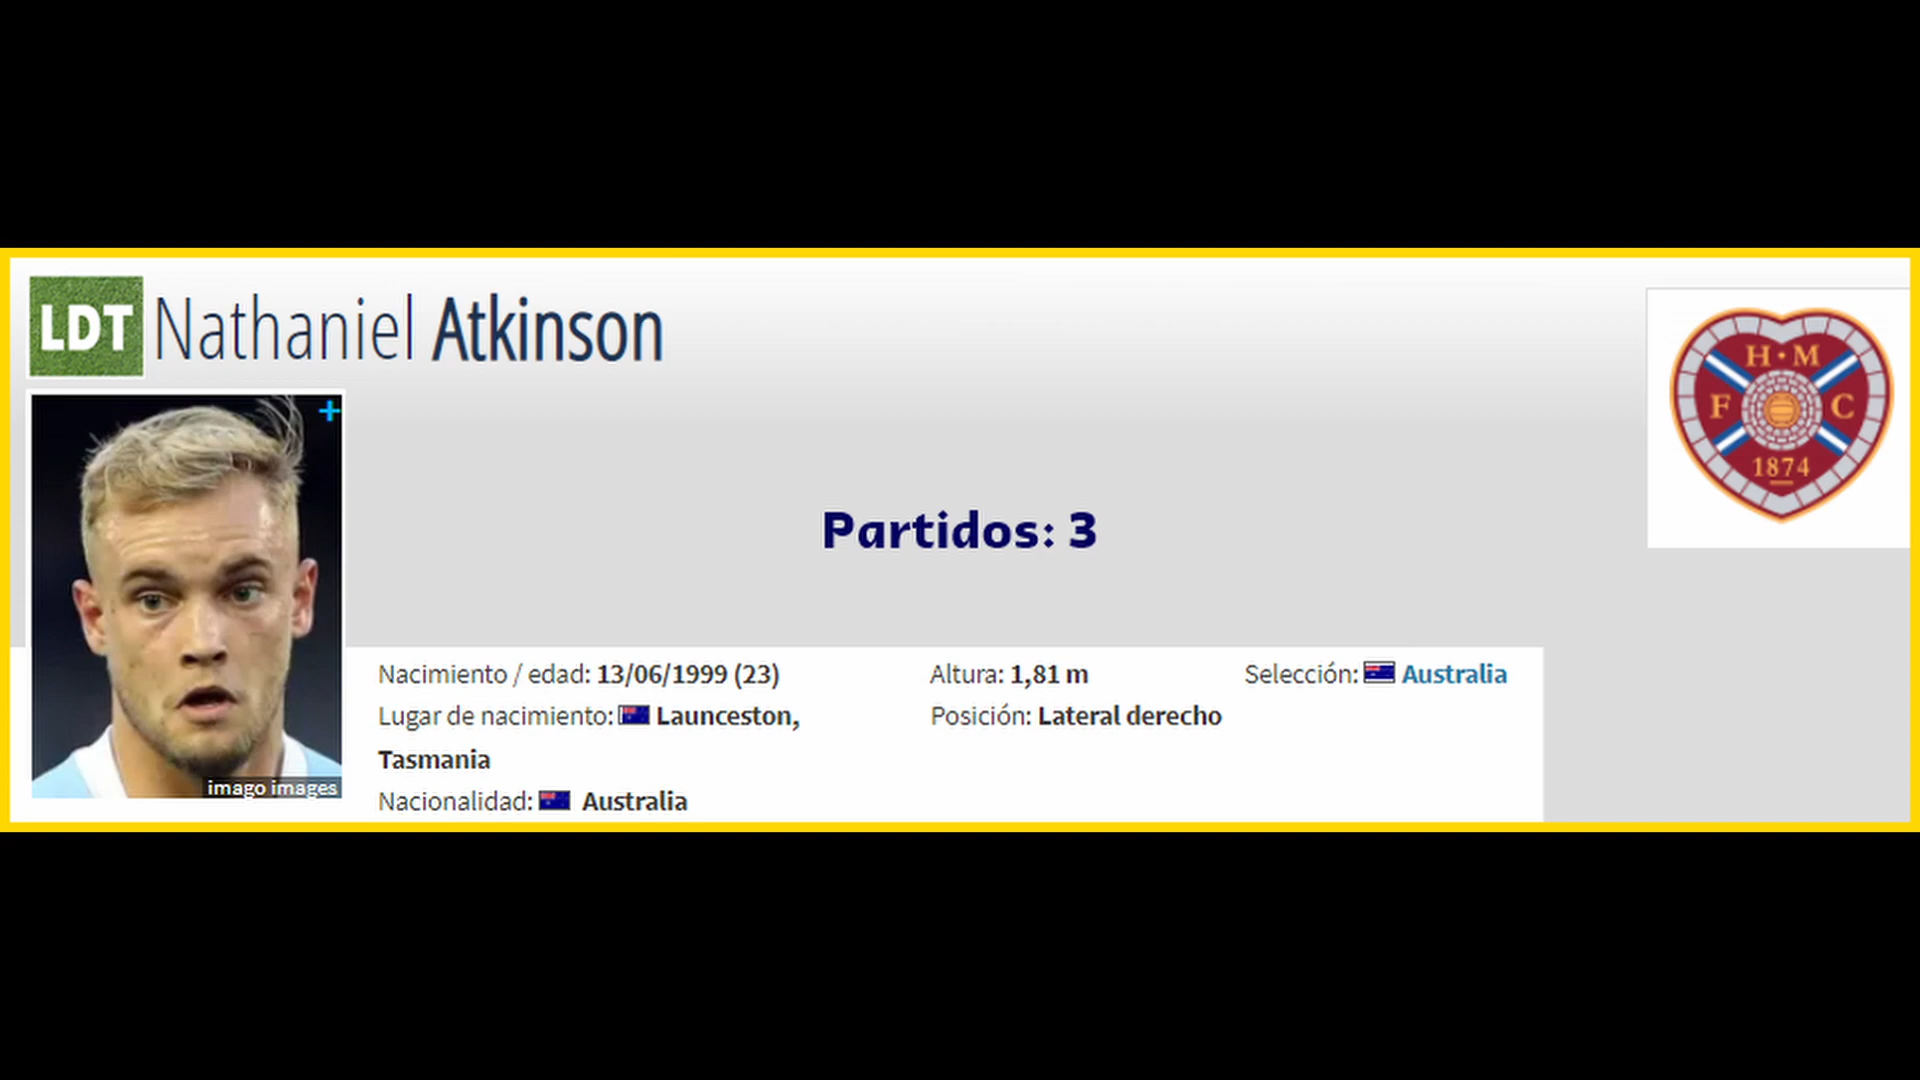 LDT Nathaniel Atkinson
H·M
F C
1874
Partidos: 3
Nacimiento / edad: 13/06/1999 (23) Altura: 1,81 m Selección: Australia
Lugar de nacimiento: Launceston, Posición: Lateral derecho
Tasmania
imago images
Nacionalidad: Australia